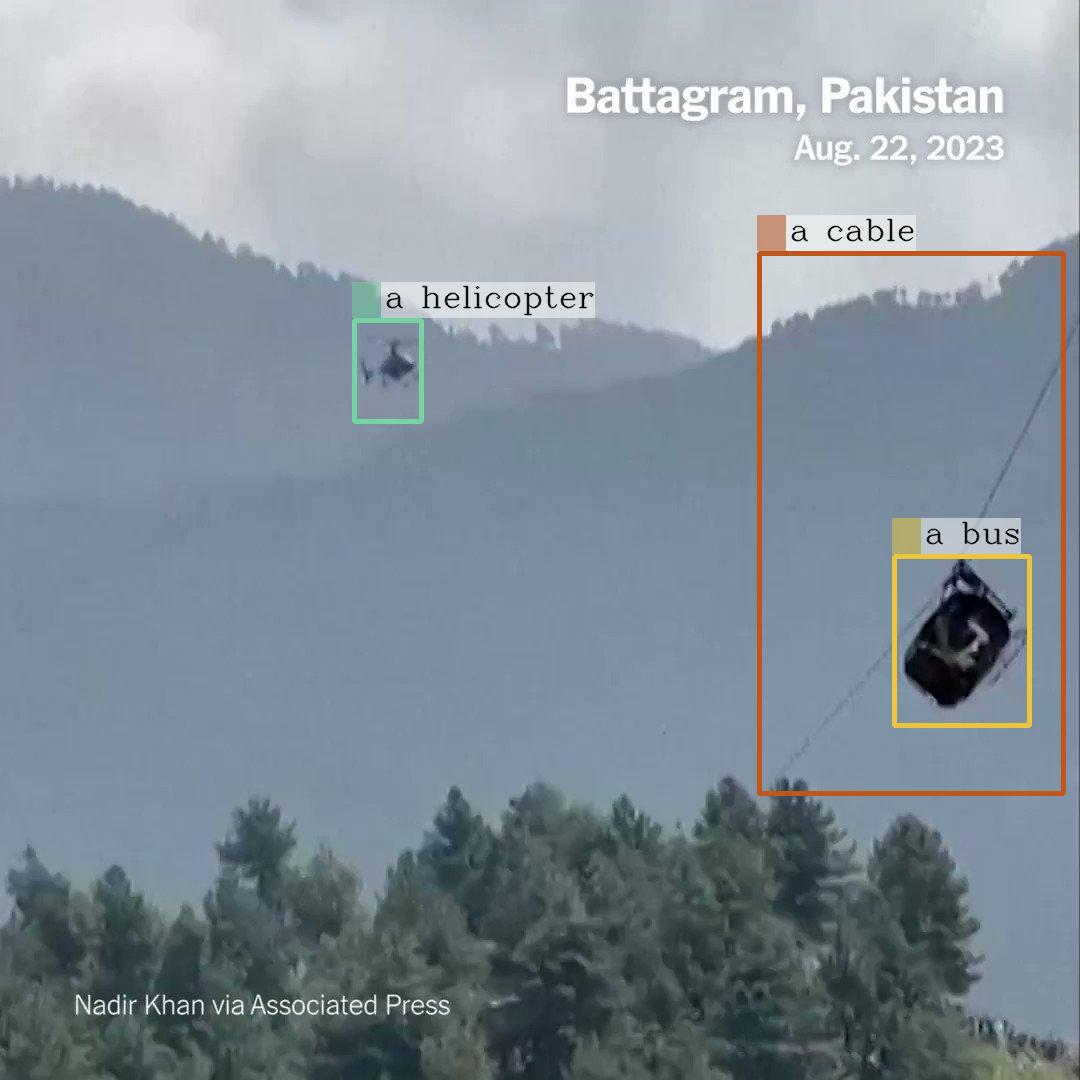 Battagram, Pakistan
Aug. 22, 2023
a cable
a helicopter
a bus
Nadir Khan via Associated Press